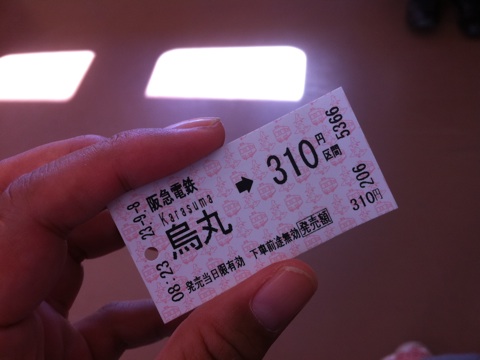 阪急電鉄
Karasuma
烏丸
➡ 310円区間
5366
206
310円
08:23 23.-9.-8
発売当日限有効 下車前途無効 発売額